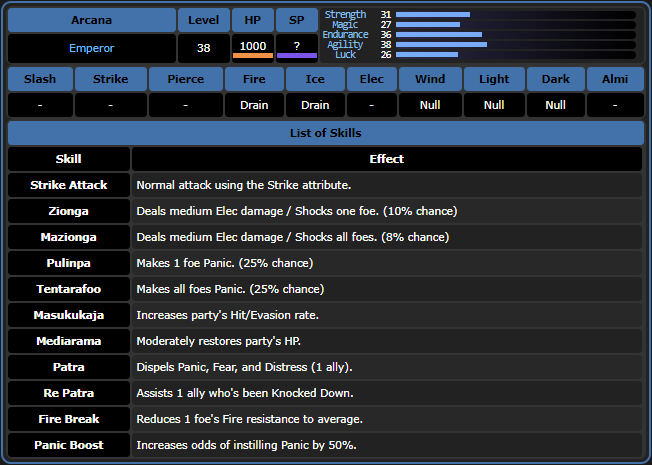 Arcana Level HP SP
Emperor 38 1000 ?
Strength 31
Magic 27
Endurance 36
Agility 38
Luck 26
Slash Strike Pierce Fire Ice Elec Wind Light Dark Almi
- - - Drain Drain - Null Null Null -
List of Skills
Skill Effect
Strike Attack Normal attack using the Strike attribute.
Zionga Deals medium Elec damage / Shocks one foe. (10% chance)
Mazionga Deals medium Elec damage / Shocks all foes. (8% chance)
Pulinpa Makes 1 foe Panic. (25% chance)
Tentarafoo Makes all foes Panic. (25% chance)
Masukukaja Increases party's Hit/Evasion rate.
Mediarama Moderately restores party's HP.
Patra Dispels Panic, Fear, and Distress (1 ally).
Re Patra Assists 1 ally who's been Knocked Down.
Fire Break Reduces 1 foe's Fire resistance to average.
Panic Boost Increases odds of instilling Panic by 50%.